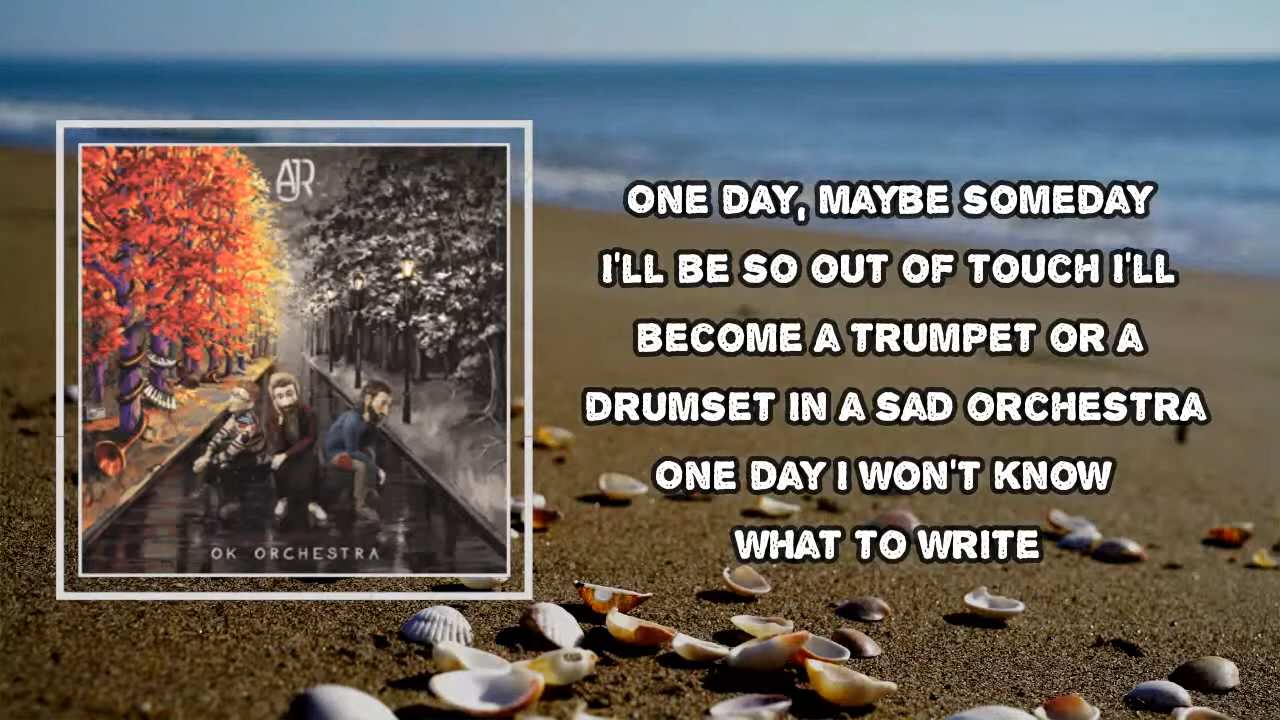 AJR
OK ORCHESTRA
ONE DAY, MAYBE SOMEDAY
I'LL BE SO OUT OF TOUCH I'LL
BECOME A TRUMPET OR A
DRUMSET IN A SAD ORCHESTRA
ONE DAY I WON'T KNOW
WHAT TO WRITE